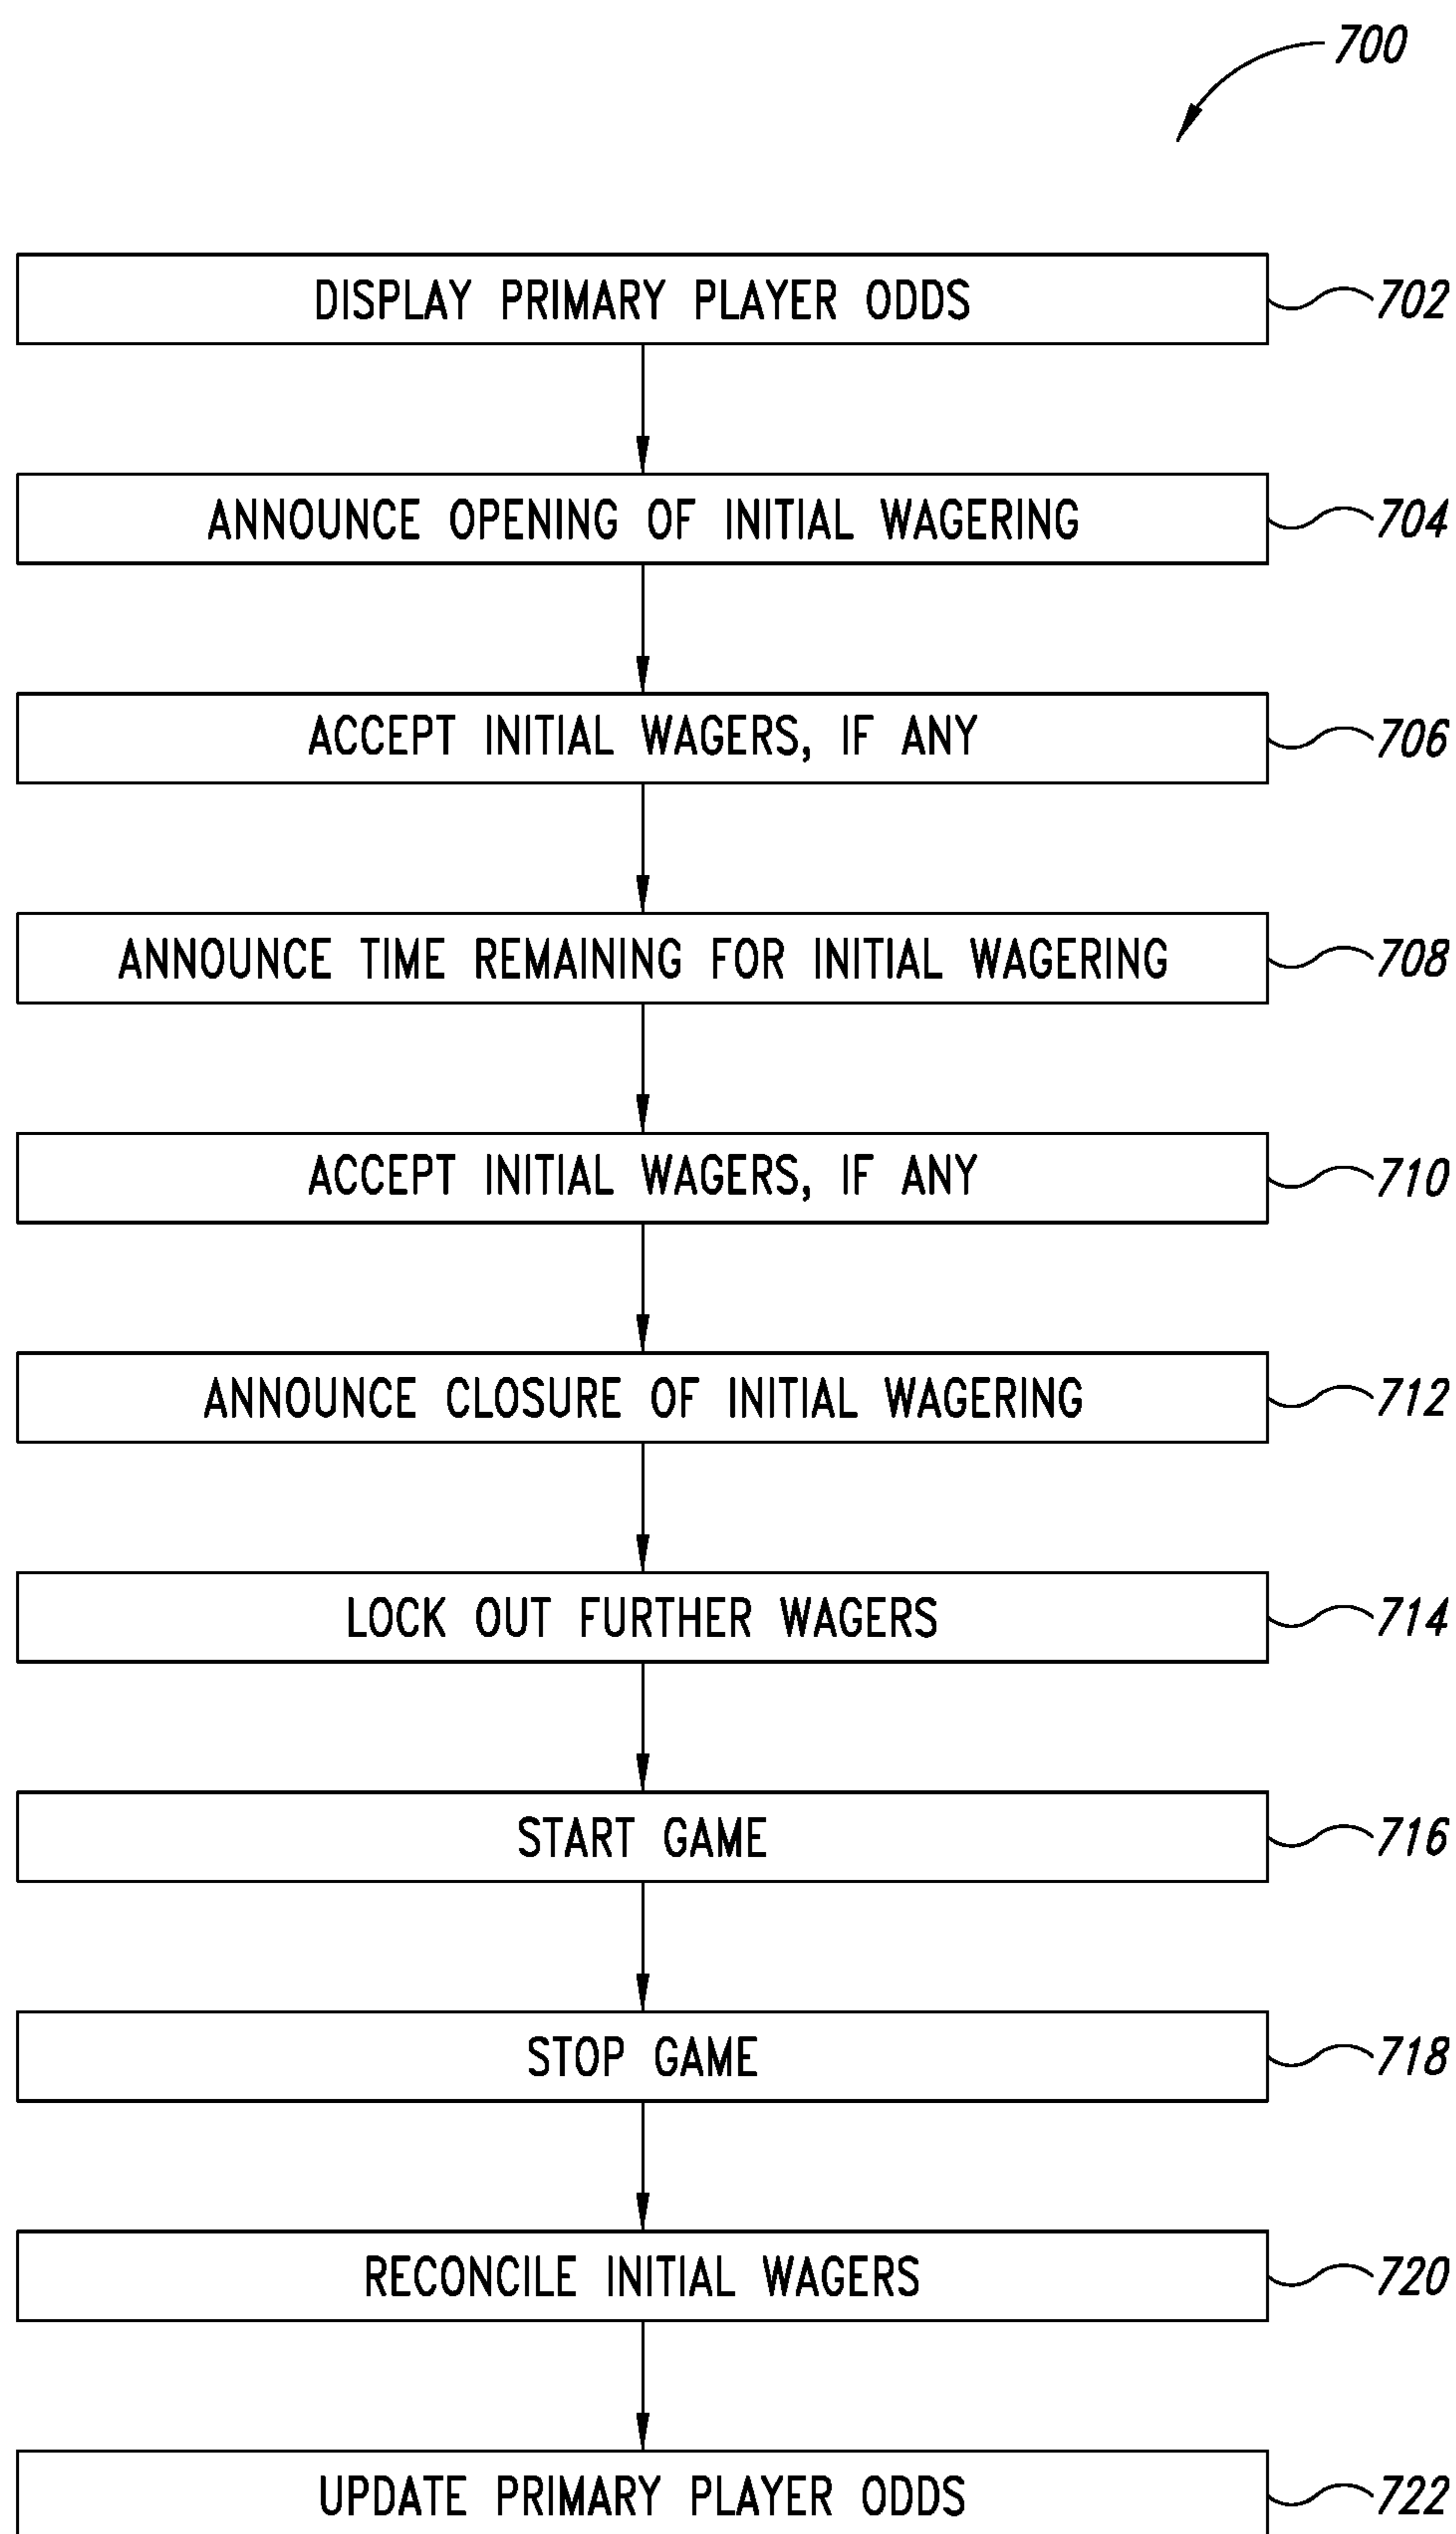 700
DISPLAY PRIMARY PLAYER ODDS 702
ANNOUNCE OPENING OF INITIAL WAGERING 704
ACCEPT INITIAL WAGERS, IF ANY 706
ANNOUNCE TIME REMAINING FOR INITIAL WAGERING 708
ACCEPT INITIAL WAGERS, IF ANY 710
ANNOUNCE CLOSURE OF INITIAL WAGERING 712
LOCK OUT FURTHER WAGERS 714
START GAME 716
STOP GAME 718
RECONCILE INITIAL WAGERS 720
UPDATE PRIMARY PLAYER ODDS 722